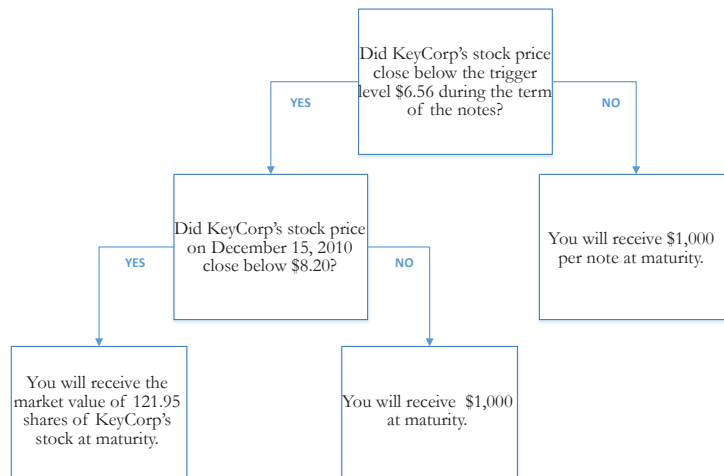 Did KeyCorp's stock price
close below the trigger
level $6.56 during the term
of the notes?
YES
NO
Did KeyCorp's stock price
on December 15, 2010
close below $8.20?
You will receive $1,000
per note at maturity.
YES
NO
You will receive the
market value of 121.95
shares of KeyCorp's
stock at maturity.
You will receive $1,000
at maturity.